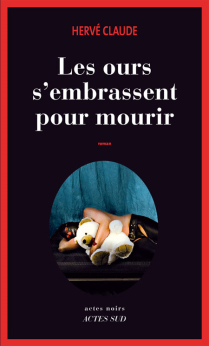 HERVÉ CLAUDE
Les ours
s'embrassent
pour mourir
roman
actes noirs
ACTES SUD